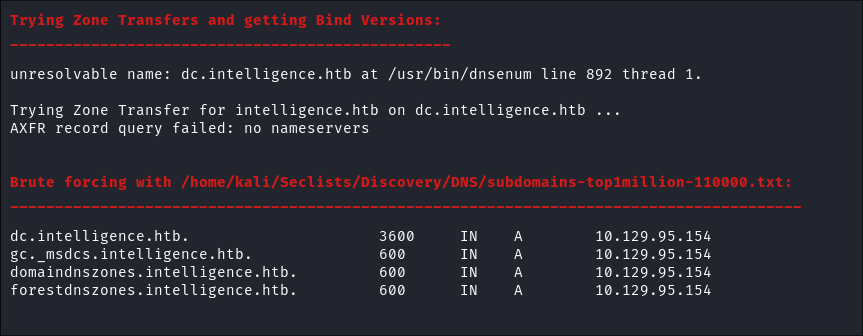 Trying Zone Transfers and getting Bind Versions:
_________________________________________________
unresolvable name: dc.intelligence.htb at /usr/bin/dnsenum line 892 thread 1.
Trying Zone Transfer for intelligence.htb on dc.intelligence.htb ...
AXFR record query failed: no nameservers
Brute forcing with /home/kali/Seclists/Discovery/DNS/subdomains-top1million-110000.txt:
________________________________________________________________________________________
dc.intelligence.htb. 3600 IN A 10.129.95.154
gc._msdcs.intelligence.htb. 600 IN A 10.129.95.154
domaindnszones.intelligence.htb. 600 IN A 10.129.95.154
forestdnszones.intelligence.htb. 600 IN A 10.129.95.154